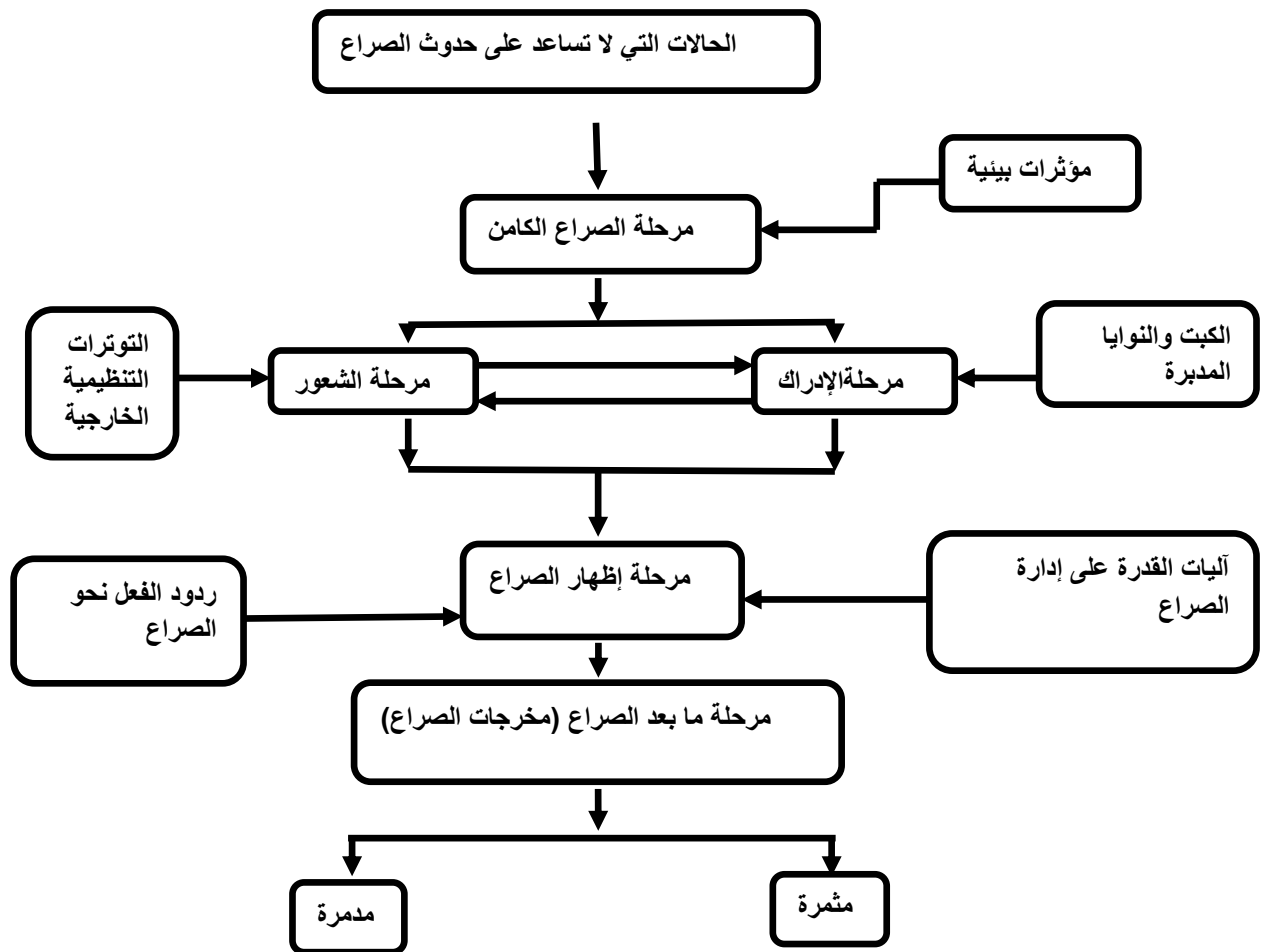 الحالات التي لا تساعد على حدوث الصراع
مؤثرات بيئية
مرحلة الصراع الكامن
الكبت والنوايا
المدبرة
مرحلةالإدراك
مرحلة الشعور
التوترات
التنظيمية
الخارجية
آليات القدرة على إدارة
الصراع
مرحلة إظهار الصراع
ردود الفعل نحو
الصراع
مرحلة ما بعد الصراع (مخرجات الصراع)
مثمرة
مدمرة